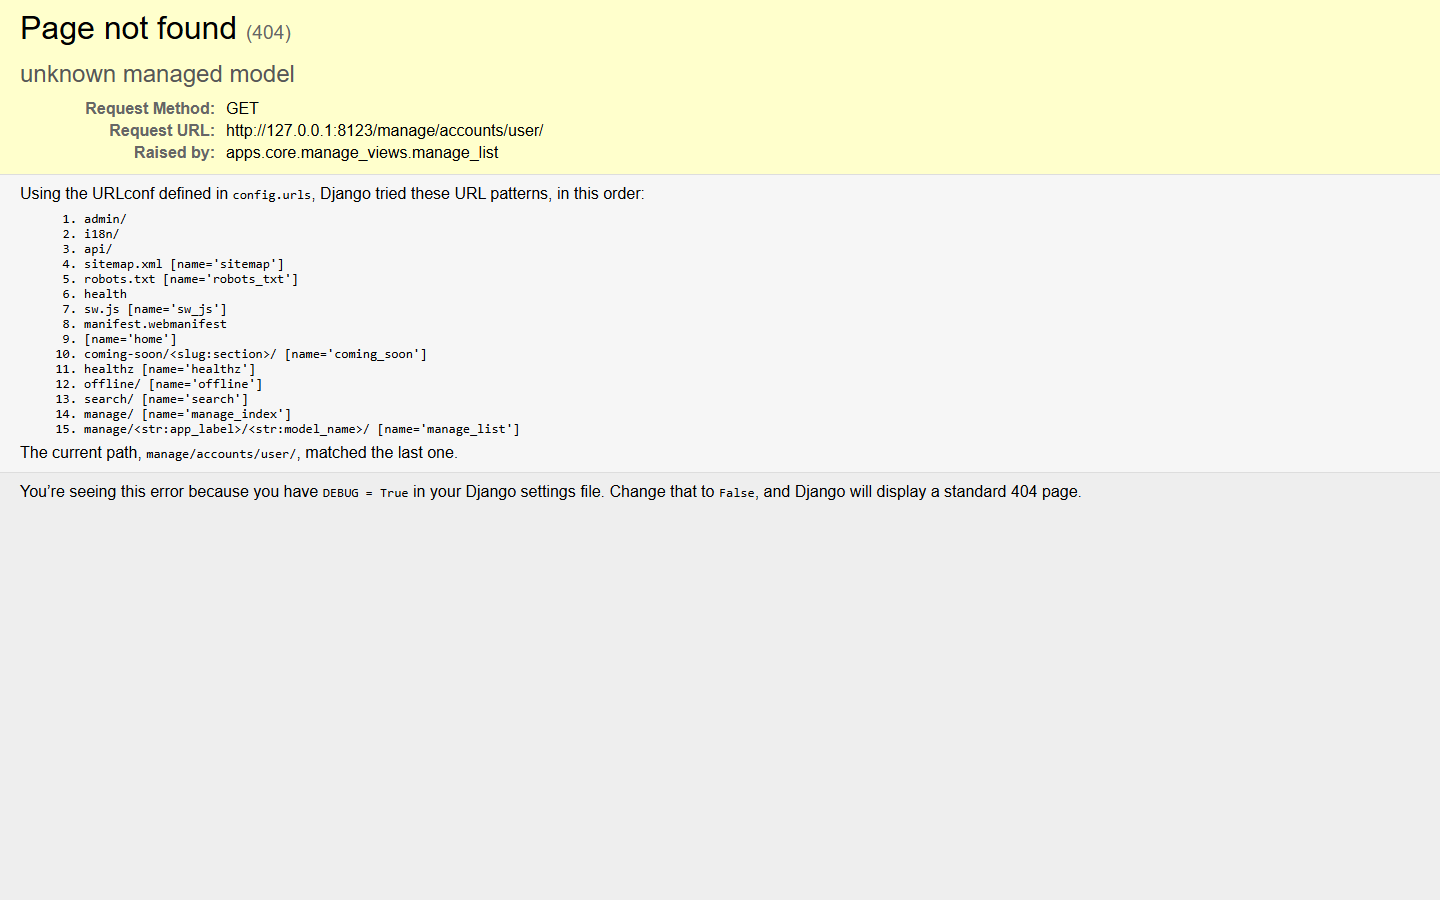 Page not found (404)
unknown managed model
Request Method: GET
Request URL: http://127.0.0.1:8123/manage/accounts/user/
Raised by: apps.core.manage_views.manage_list
Using the URLconf defined in config.urls, Django tried these URL patterns, in this order:
1. admin/
2. i18n/
3. api/
4. sitemap.xml [name='sitemap']
5. robots.txt [name='robots_txt']
6. health
7. sw.js [name='sw_js']
8. manifest.webmanifest
9. [name='home']
10. coming-soon/<slug:section>/ [name='coming_soon']
11. healthz [name='healthz']
12. offline/ [name='offline']
13. search/ [name='search']
14. manage/ [name='manage_index']
15. manage/<str:app_label>/<str:model_name>/ [name='manage_list']
The current path, manage/accounts/user/, matched the last one.
You’re seeing this error because you have DEBUG = True in your Django settings file. Change that to False, and Django will display a standard 404 page.